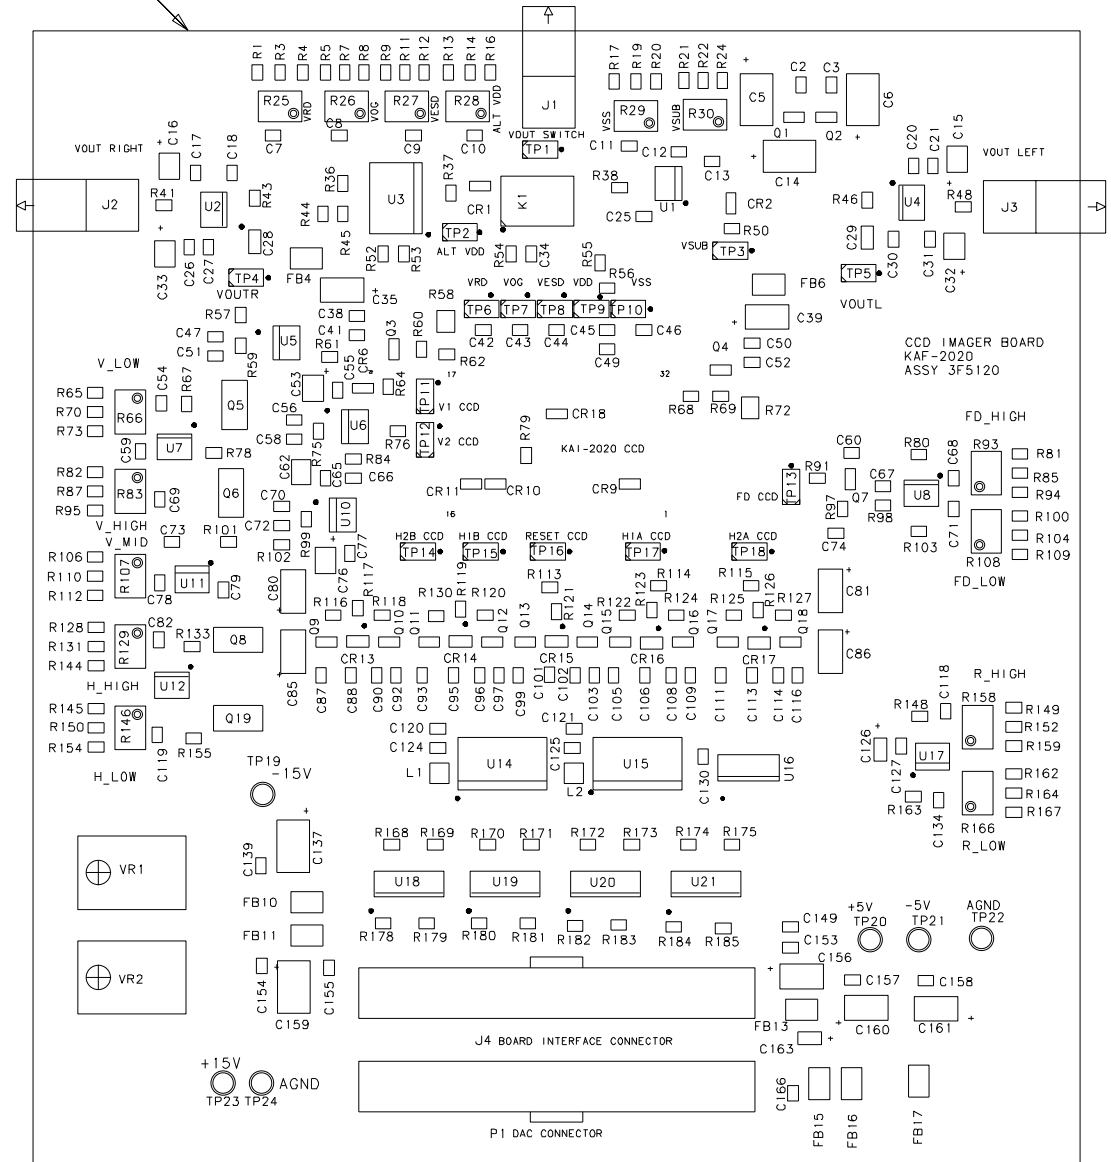 R1 R3 R4 R5 R7 R8 R9 R11 R12 R13 R14 R16 R17 R19 R20 R21 R22 R24 C2 C3
R25 VRD R26 VOG R27 VESD R28 ALT VDD J1 VSS R29 VSUB R30 C5 C6
C7 C8 C9 C10 VOUT SWITCH TP1 C11 C12 C13 Q1 Q2 C14
VOUT RIGHT C16 C17 C18 C20 C21 C15 VOUT LEFT
J2 R41 U2 R43 R44 R36 R45 U3 R37 CR1 K1 R38 C25 U1 CR2 R50 R46 U4 R48 J3
C33 C26 C27 C28 FB4 R52 R53 TP2 ALT VDD R54 C34 R55 VSUB TP3 C29 C30 C31 C32
TP4 VOUTR C35 R56 FB6 TP5 VOUTL
VRD VOG VESD VDD VSS
R57 C38 R58 TP6 TP7 TP8 TP9 TP10 C39
C47 U5 C41 Q3 R60 C42 C43 C44 C45 C46
C51 R59 R61 R62 C49 Q4 C50 C52
CCD IMAGER BOARD
KAF-2020
ASSY 3F5120
V_LOW C53 C55 CR6 R64 17 32
R65 C54 R67 TP11
R70 R66 Q5 C56 V1 CCD CR18 R68 R69 R72 FD_HIGH
R73 C59 U7 R78 C58 R75 U6 R76 TP12 V2 CCD R79 KAI-2020 CCD C60 R80 C68 R93 R81
R82 R84 R85
R87 R83 C69 Q6 C62 C65 C66 CR11 CR10 CR9 FD CCD TP13 R91 Q7 C67 U8 R94
R95 C70 U10 R97 R98 C71 R100
V_HIGH C73 R101 C72 R99 16 1
V_MID H2B CCD H1B CCD RESET CCD H1A CCD H2A CCD C74 R103 R104
R106 R102 C77 TP14 TP15 TP16 TP17 TP18 R108 R109
R110 R107 U11 C76 R117 R119 R113 R123 R114 R115 R126 FD_LOW
R112 C78 C79 C80 C81
R116 R118 R130 R120 R121 R122 R124 R125 R127
R128 C82 R133 Q8 Q9 Q10 Q11 Q12 Q13 Q14 Q15 Q16 Q17 Q18
R131 R129 C86
R144 CR13 CR14 CR15 CR16 CR17
H_HIGH U12 C85 C87 C88 C90 C92 C93 C95 C96 C97 C99 C101 C102 C103 C105 C106 C108 C109 C111 C113 C114 C116 R_HIGH
R145 C118 R158 R149
R150 R146 C119 Q19 C120 C121 R148 R152
R154 R155 C124 C125 C126 C127 U17 R159
H_LOW TP19 -15V L1 U14 L2 U15 C130 U16 R162
R163 C134 R164
R166 R167
R_LOW
R168 R169 R170 R171 R172 R173 R174 R175
VR1 C139 C137
FB10 U18 U19 U20 U21
FB11 R178 R179 R180 R181 R182 R183 R184 R185 C149 +5V TP20 -5V TP21 AGND TP22
C153
VR2 C154 C155 C156 C157 C158
C159 FB13 C160 C161
J4 BOARD INTERFACE CONNECTOR C163
+15V
AGND
TP23 TP24 C166
P1 DAC CONNECTOR FB15 FB16 FB17